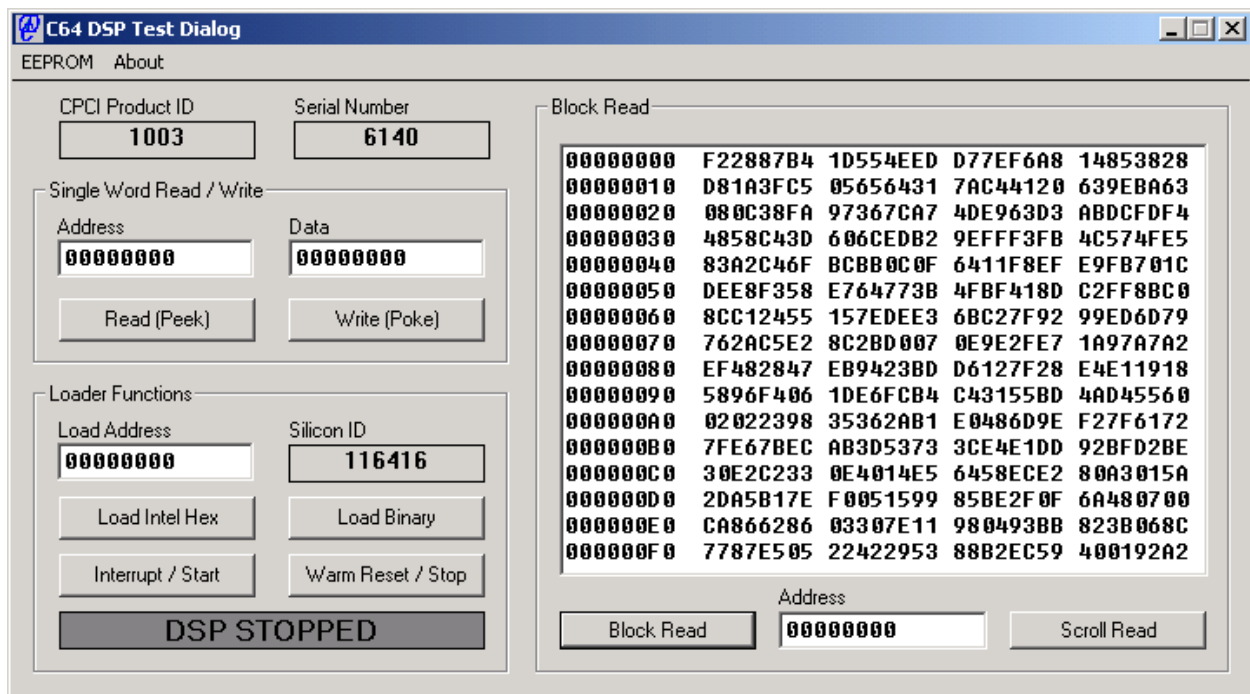 C64 DSP Test Dialog
EEPROM About
CPCI Product ID Serial Number
1003 6140
Single Word Read / Write
Address Data
00000000 00000000
Read (Peek) Write (Poke)
Loader Functions
Load Address Silicon ID
00000000 116416
Load Intel Hex Load Binary
Interrupt / Start Warm Reset / Stop
DSP STOPPED
Block Read
00000000 F22887B4 1D554EED D77EF6A8 14853828
00000010 D81A3FC5 05656431 7AC44120 639EBA63
00000020 080C38FA 97367CA7 4DE963D3 ABDCFDF4
00000030 4858C43D 606CEDB2 9EFFF3FB 4C574FE5
00000040 83A2C46F BCBB0C0F 6411F8EF E9FB701C
00000050 DEE8F358 E764773B 4FBF418D C2FF8BC0
00000060 8CC12455 157EDEE3 6BC27F92 99ED6D79
00000070 762AC5E2 8C2BD007 0E9E2FE7 1A97A7A2
00000080 EF482847 EB9423BD D6127F28 E4E11918
00000090 5896F406 1DE6FCB4 C43155BD 4AD45560
000000A0 02022398 35362AB1 E0486D9E F27F6172
000000B0 7FE67BEC AB3D5373 3CE4E1DD 92BFD2BE
000000C0 30E2C233 0E4014E5 6458ECE2 80A3015A
000000D0 2DA5B17E F0051599 85BE2F0F 6A480700
000000E0 CA866286 03307E11 980493BB 823B068C
000000F0 7787E505 22422953 88B2EC59 400192A2
Address
Block Read 00000000 Scroll Read